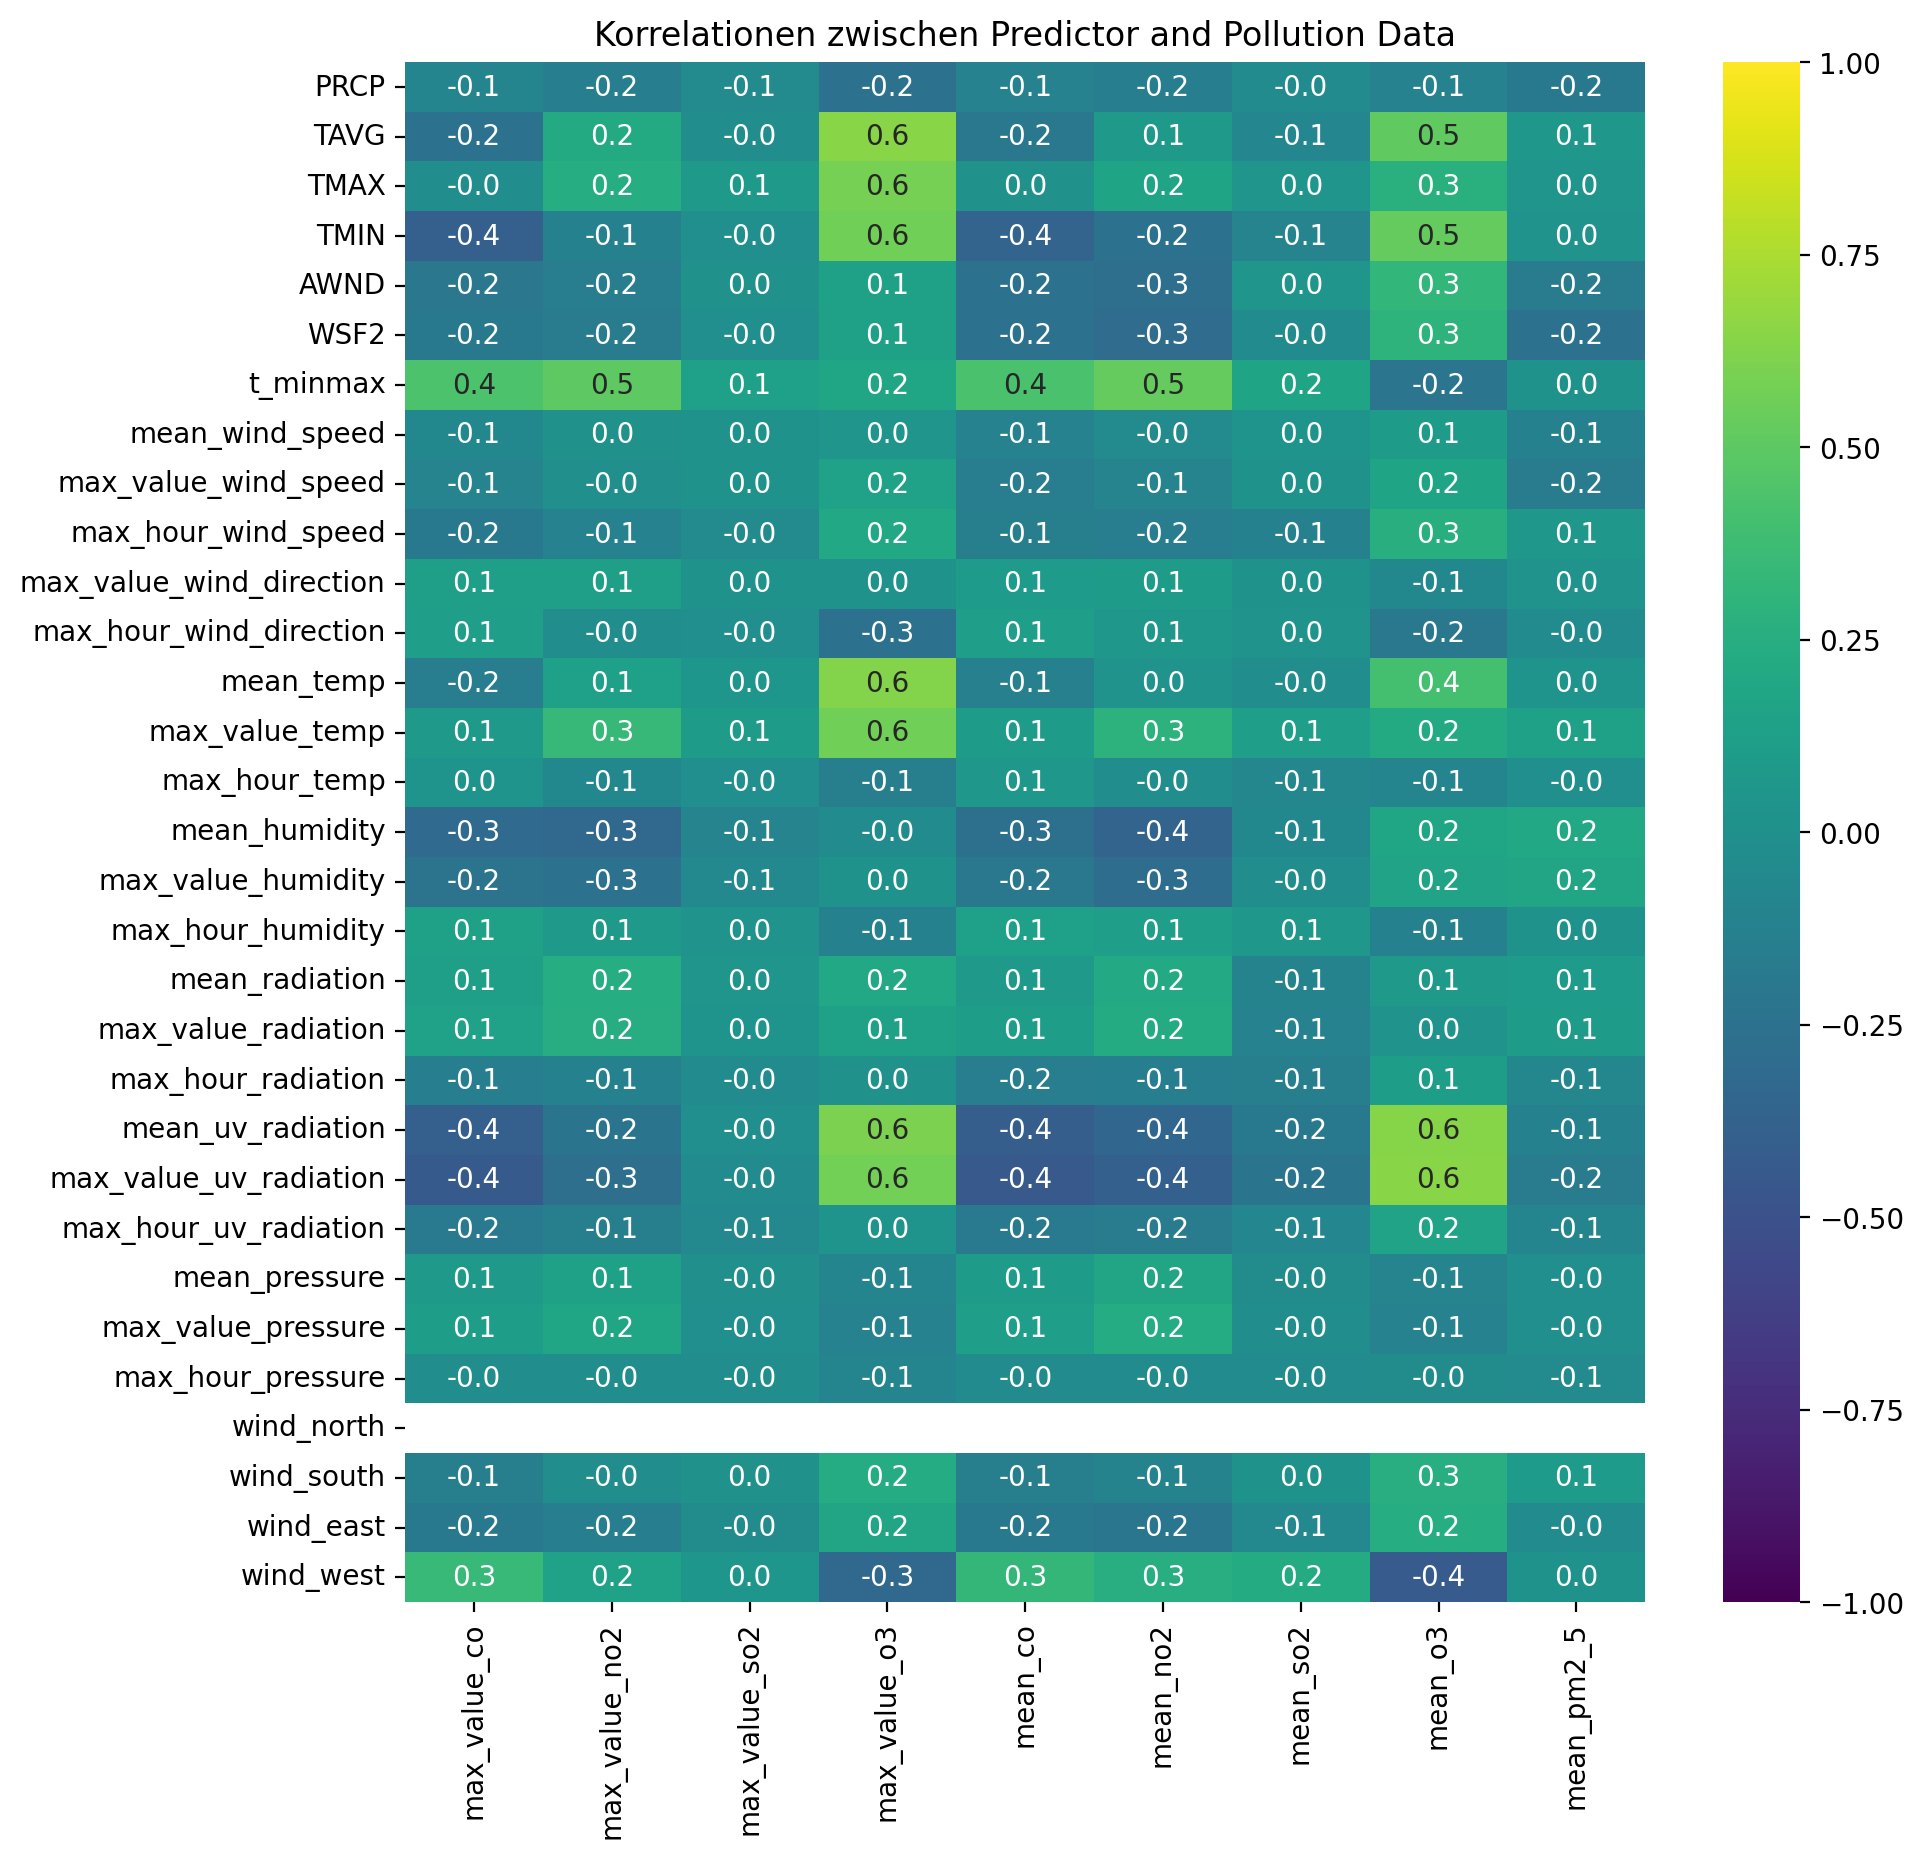 Korrelationen zwischen Predictor and Pollution Data
PRCP -0.1 -0.2 -0.1 -0.2 -0.1 -0.2 -0.0 -0.1 -0.2
TAVG -0.2 0.2 -0.0 0.6 -0.2 0.1 -0.1 0.5 0.1
TMAX -0.0 0.2 0.1 0.6 0.0 0.2 0.0 0.3 0.0
TMIN -0.4 -0.1 -0.0 0.6 -0.4 -0.2 -0.1 0.5 0.0
AWND -0.2 -0.2 0.0 0.1 -0.2 -0.3 0.0 0.3 -0.2
WSF2 -0.2 -0.2 -0.0 0.1 -0.2 -0.3 -0.0 0.3 -0.2
t_minmax 0.4 0.5 0.1 0.2 0.4 0.5 0.2 -0.2 0.0
mean_wind_speed -0.1 0.0 0.0 0.0 -0.1 -0.0 0.0 0.1 -0.1
max_value_wind_speed -0.1 -0.0 0.0 0.2 -0.2 -0.1 0.0 0.2 -0.2
max_hour_wind_speed -0.2 -0.1 -0.0 0.2 -0.1 -0.2 -0.1 0.3 0.1
max_value_wind_direction 0.1 0.1 0.0 0.0 0.1 0.1 0.0 -0.1 0.0
max_hour_wind_direction 0.1 -0.0 -0.0 -0.3 0.1 0.1 0.0 -0.2 -0.0
mean_temp -0.2 0.1 0.0 0.6 -0.1 0.0 -0.0 0.4 0.0
max_value_temp 0.1 0.3 0.1 0.6 0.1 0.3 0.1 0.2 0.1
max_hour_temp 0.0 -0.1 -0.0 -0.1 0.1 -0.0 -0.1 -0.1 -0.0
mean_humidity -0.3 -0.3 -0.1 -0.0 -0.3 -0.4 -0.1 0.2 0.2
max_value_humidity -0.2 -0.3 -0.1 0.0 -0.2 -0.3 -0.0 0.2 0.2
max_hour_humidity 0.1 0.1 0.0 -0.1 0.1 0.1 0.1 -0.1 0.0
mean_radiation 0.1 0.2 0.0 0.2 0.1 0.2 -0.1 0.1 0.1
max_value_radiation 0.1 0.2 0.0 0.1 0.1 0.2 -0.1 0.0 0.1
max_hour_radiation -0.1 -0.1 -0.0 0.0 -0.2 -0.1 -0.1 0.1 -0.1
mean_uv_radiation -0.4 -0.2 -0.0 0.6 -0.4 -0.4 -0.2 0.6 -0.1
max_value_uv_radiation -0.4 -0.3 -0.0 0.6 -0.4 -0.4 -0.2 0.6 -0.2
max_hour_uv_radiation -0.2 -0.1 -0.1 0.0 -0.2 -0.2 -0.1 0.2 -0.1
mean_pressure 0.1 0.1 -0.0 -0.1 0.1 0.2 -0.0 -0.1 -0.0
max_value_pressure 0.1 0.2 -0.0 -0.1 0.1 0.2 -0.0 -0.1 -0.0
max_hour_pressure -0.0 -0.0 -0.0 -0.1 -0.0 -0.0 -0.0 -0.0 -0.1
wind_north
wind_south -0.1 -0.0 0.0 0.2 -0.1 -0.1 0.0 0.3 0.1
wind_east -0.2 -0.2 -0.0 0.2 -0.2 -0.2 -0.1 0.2 -0.0
wind_west 0.3 0.2 0.0 -0.3 0.3 0.3 0.2 -0.4 0.0
max_value_co
max_value_no2
max_value_so2
max_value_o3
mean_co
mean_no2
mean_so2
mean_o3
mean_pm2_5
1.00
0.75
0.50
0.25
0.00
−0.25
−0.50
−0.75
−1.00